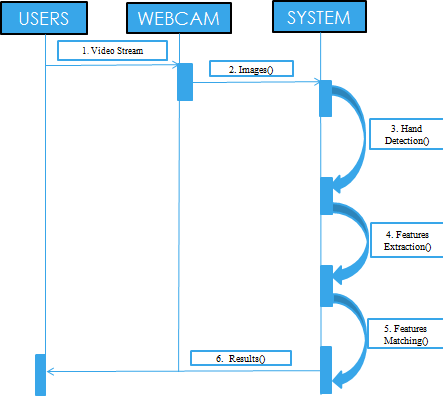 USERS
WEBCAM
SYSTEM
1. Video Stream
2. Images()
3. Hand
Detection()
4. Features
Extraction()
5. Features
Matching()
6. Results()